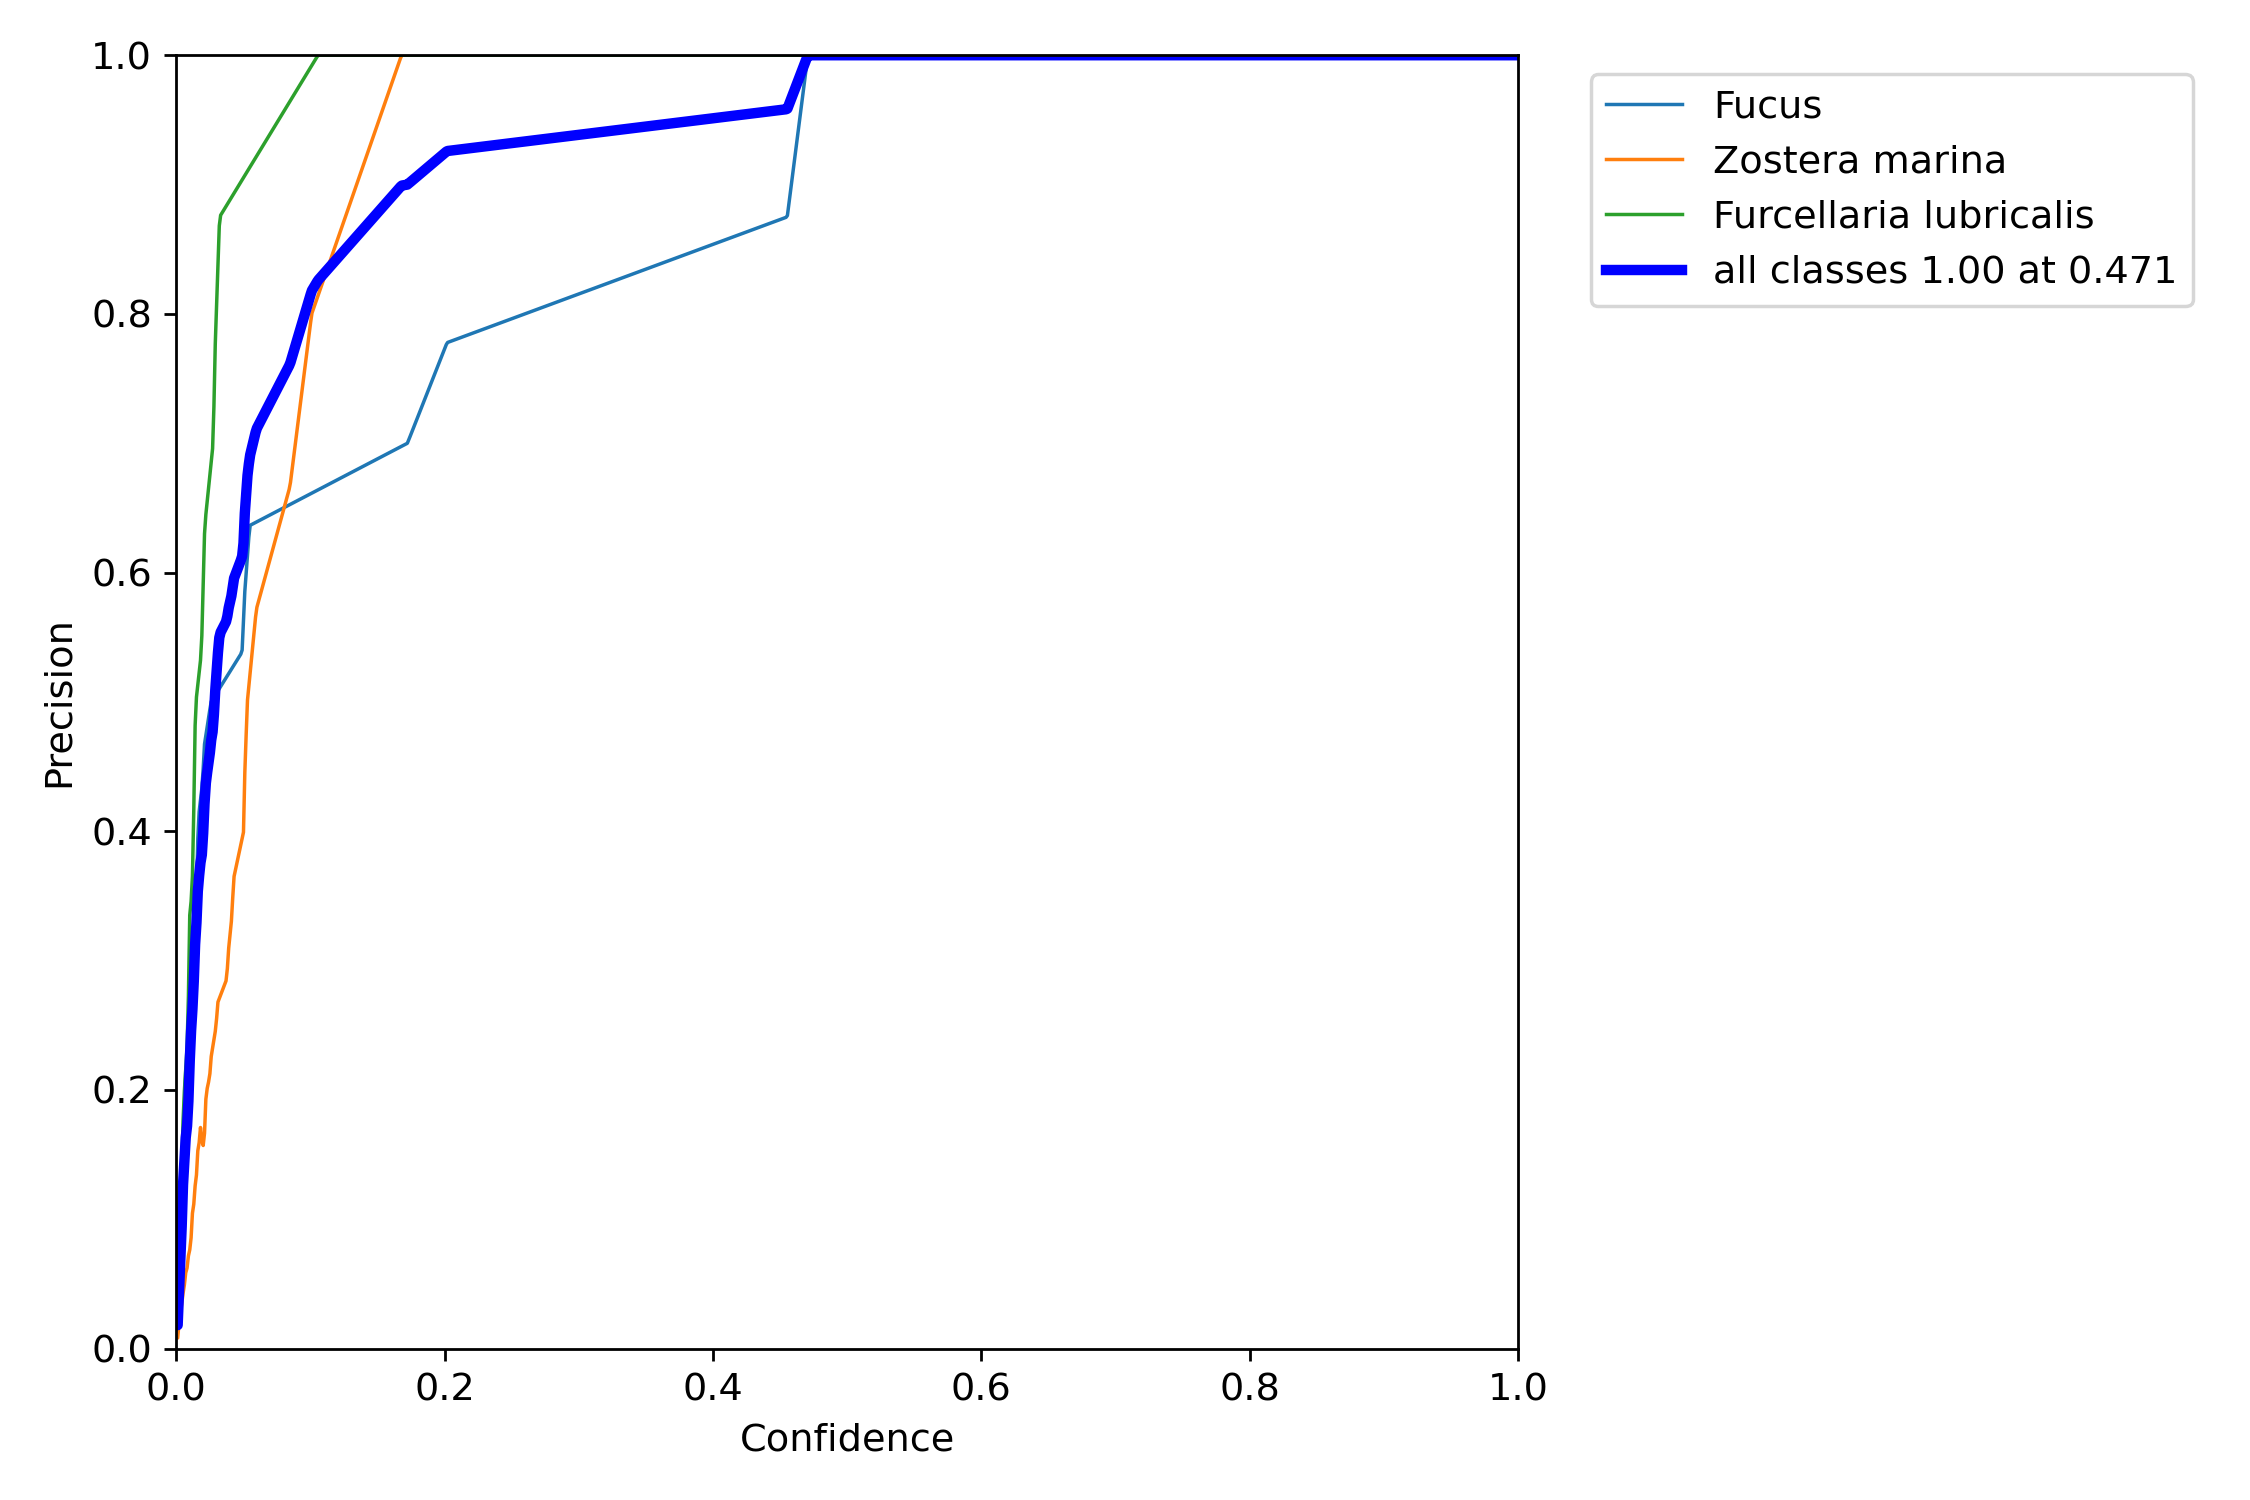 1.0
0.8
0.6
0.4
0.2
0.0
Precision
0.0 0.2 0.4 0.6 0.8 1.0
Confidence
Fucus
Zostera marina
Furcellaria lubricalis
all classes 1.00 at 0.471